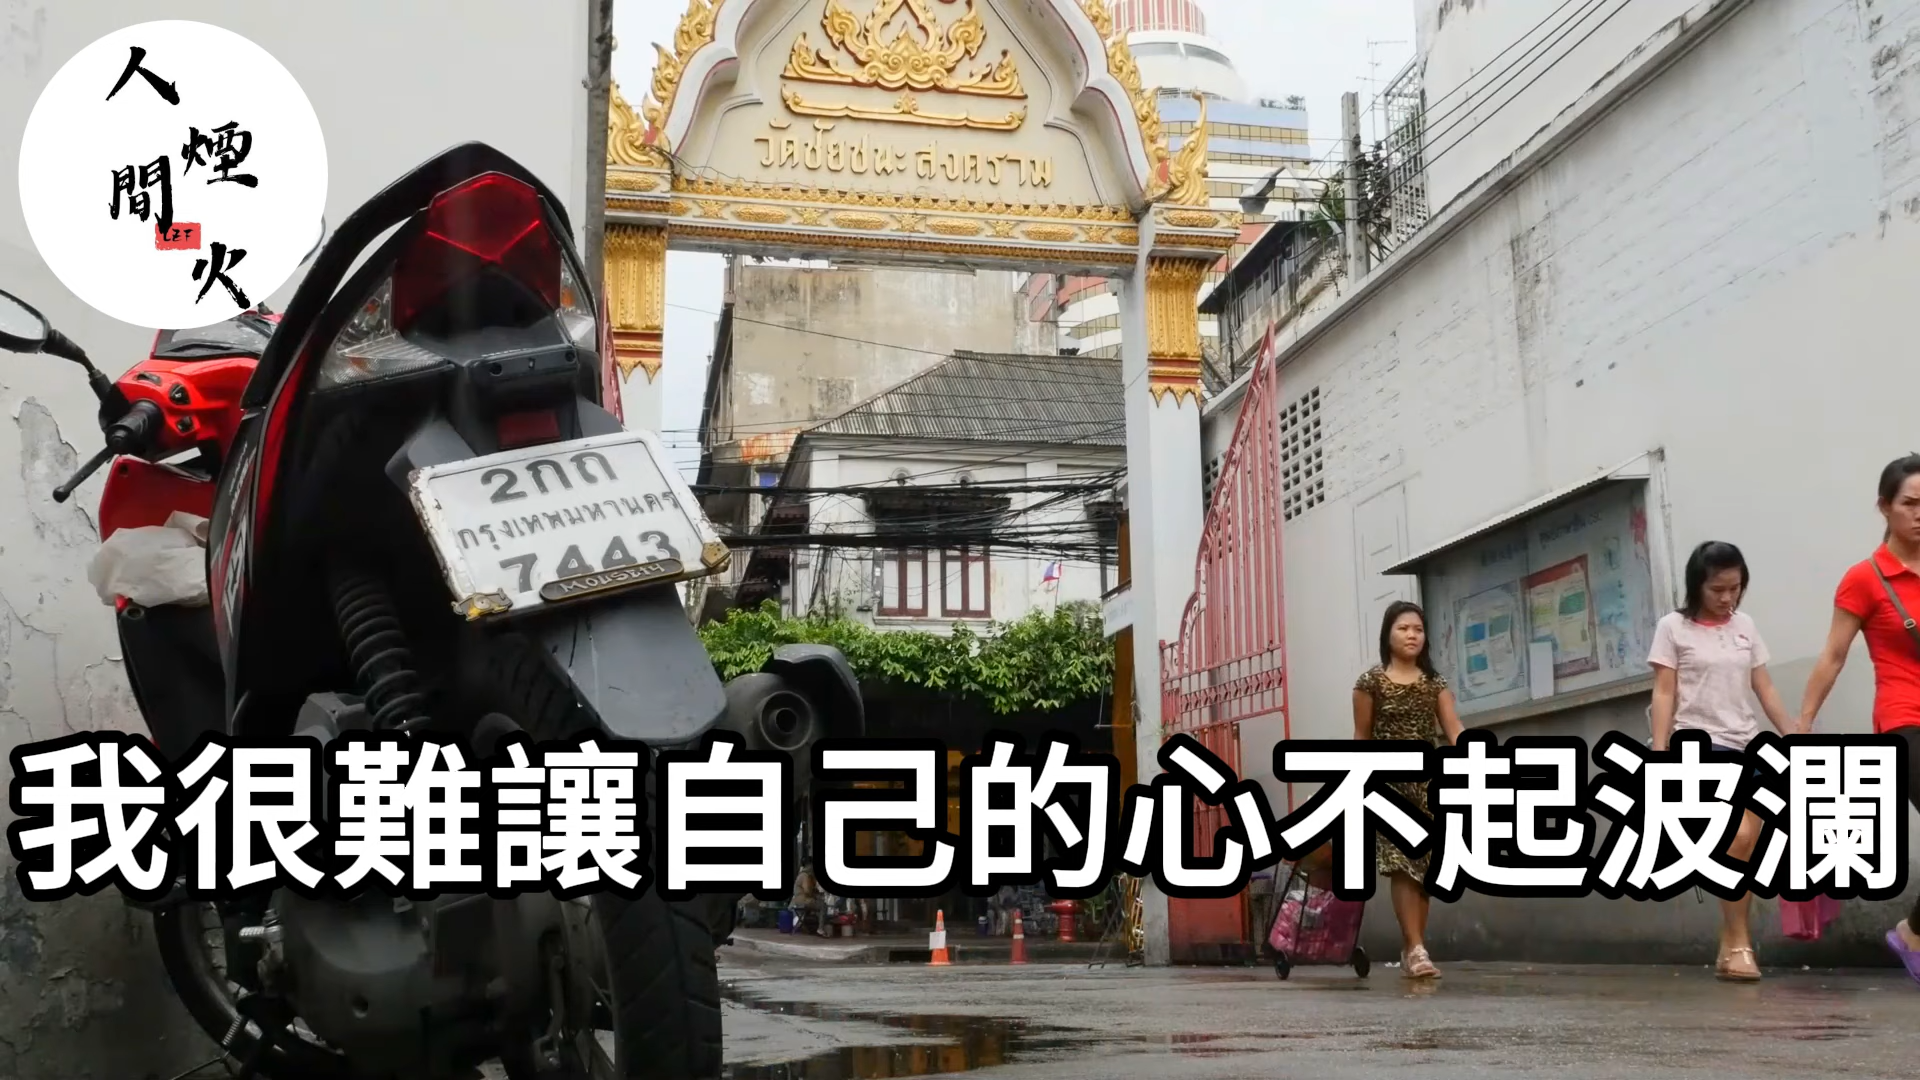 人間煙火
LZF
วัดชัยชนะสงคราม
2กถ
กรุงเทพมหานคร
7443
我很難讓自己的心不起波瀾